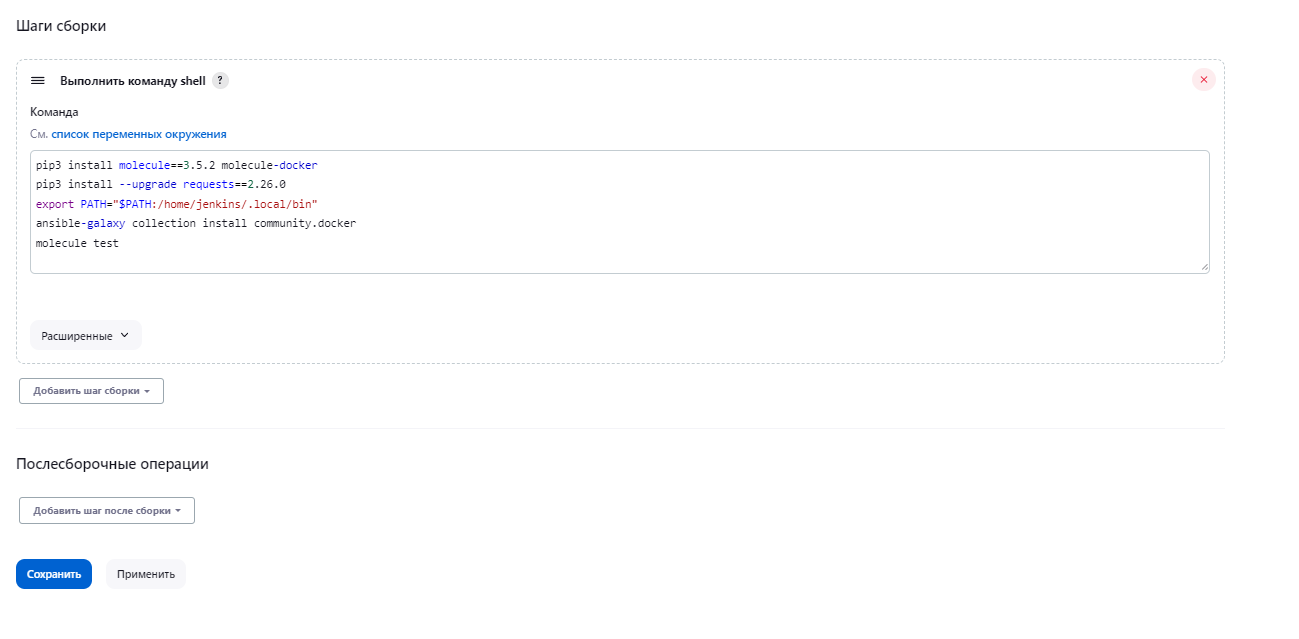 Шаги сборки
Выполнить команду shell ?
Команда
См. список переменных окружения
pip3 install molecule==3.5.2 molecule-docker
pip3 install --upgrade requests==2.26.0
export PATH="$PATH:/home/jenkins/.local/bin"
ansible-galaxy collection install community.docker
molecule test
Расширенные
Добавить шаг сборки
Послесборочные операции
Добавить шаг после сборки
Сохранить Применить